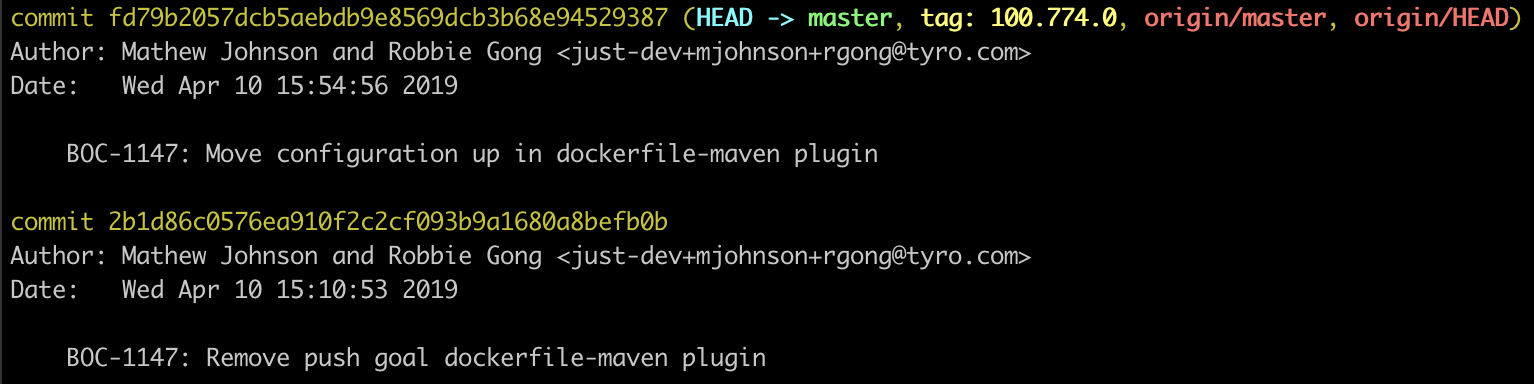 commit fd79b2057dcb5aebdb9e8569dcb3b68e94529387 (HEAD -> master, tag: 100.774.0, origin/master, origin/HEAD)
Author: Mathew Johnson and Robbie Gong <just-dev+mjohnson+rgong@tyro.com>
Date:   Wed Apr 10 15:54:56 2019
    BOC-1147: Move configuration up in dockerfile-maven plugin
commit 2b1d86c0576ea910f2c2cf093b9a1680a8befb0b
Author: Mathew Johnson and Robbie Gong <just-dev+mjohnson+rgong@tyro.com>
Date:   Wed Apr 10 15:10:53 2019
    BOC-1147: Remove push goal dockerfile-maven plugin